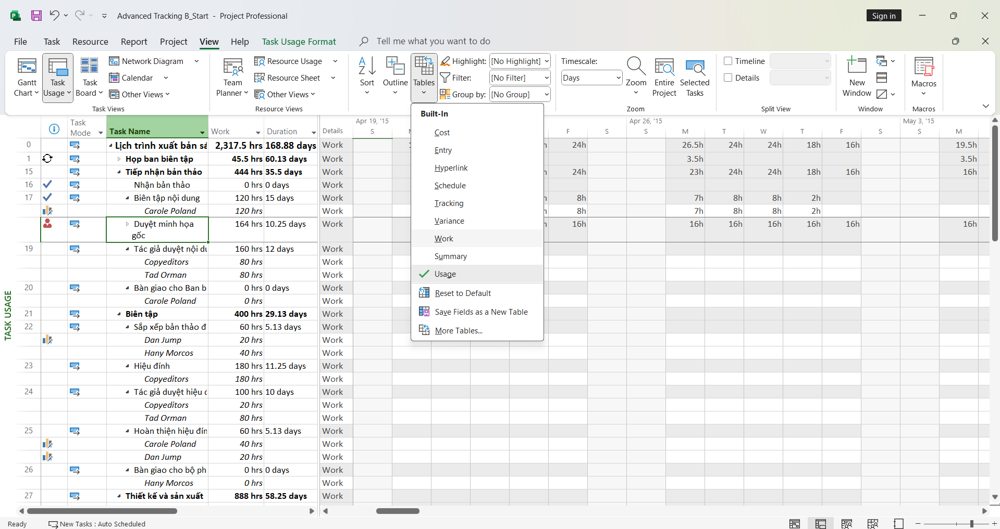 Advanced Tracking B_Start - Project Professional
Sign in
File Task Resource Report Project View Help Task Usage Format Tell me what you want to do
Gantt Chart
Task Usage
Task Board
Network Diagram
Calendar
Other Views
Task Views
Team Planner
Resource Usage
Resource Sheet
Other Views
Resource Views
Sort
Outline
Tables
Highlight: [No Highlight]
Filter: [No Filter]
Group by: [No Group]
Timescale:
Days
Zoom
Entire Project
Selected Tasks
Zoom
Timeline
Details
Split View
New Window
Window
Macros
Macros
Built-In
Cost
Entry
Hyperlink
Schedule
Tracking
Variance
Work
Summary
Usage
Reset to Default
Save Fields as a New Table
More Tables...
Task Mode Task Name Work Duration Details
Apr 19, '15 Apr 26, '15 May 3, '15
S F S S M T W T F S S M
0 Lịch trình xuất bản 2,317.5 hrs 168.88 days Work 24h 26.5h 24h 24h 18h 16h 19.5h
1 Họp ban biên tập 45.5 hrs 60.13 days Work 3.5h 3.5h
15 Tiếp nhận bản thảo 444 hrs 35.5 days Work 24h 23h 24h 24h 18h 16h 16h
16 Nhận bản thảo 0 hrs 0 days Work
17 Biên tập nội dung 120 hrs 15 days Work 8h 7h 8h 8h 2h
Carole Poland 120 hrs Work 8h 7h 8h 8h 2h
Duyệt minh họa gốc 164 hrs 10.25 days Work 16h 16h 16h 16h 16h 16h 16h
19 Tác giả duyệt nội 160 hrs 12 days Work
Copyeditors 80 hrs Work
Tad Orman 80 hrs Work
20 Bàn giao cho Ban b 0 hrs 0 days Work
Carole Poland 0 hrs Work
21 Biên tập 400 hrs 29.13 days Work
22 Sắp xếp bản thảo đ 60 hrs 5.13 days Work
Dan Jump 20 hrs Work
Hany Morcos 40 hrs Work
23 Hiệu đính 180 hrs 11.25 days Work
Copyeditors 180 hrs Work
24 Tác giả duyệt hiệu 100 hrs 10 days Work
Copyeditors 20 hrs Work
Tad Orman 80 hrs Work
25 Hoàn thiện hiệu 60 hrs 5.13 days Work
Carole Poland 40 hrs Work
Dan Jump 20 hrs Work
26 Bàn giao cho bộ ph 0 hrs 0 days Work
Hany Morcos 0 hrs Work
27 Thiết kế và sản xuất 888 hrs 58.25 days Work
TASK USAGE
Ready New Tasks : Auto Scheduled